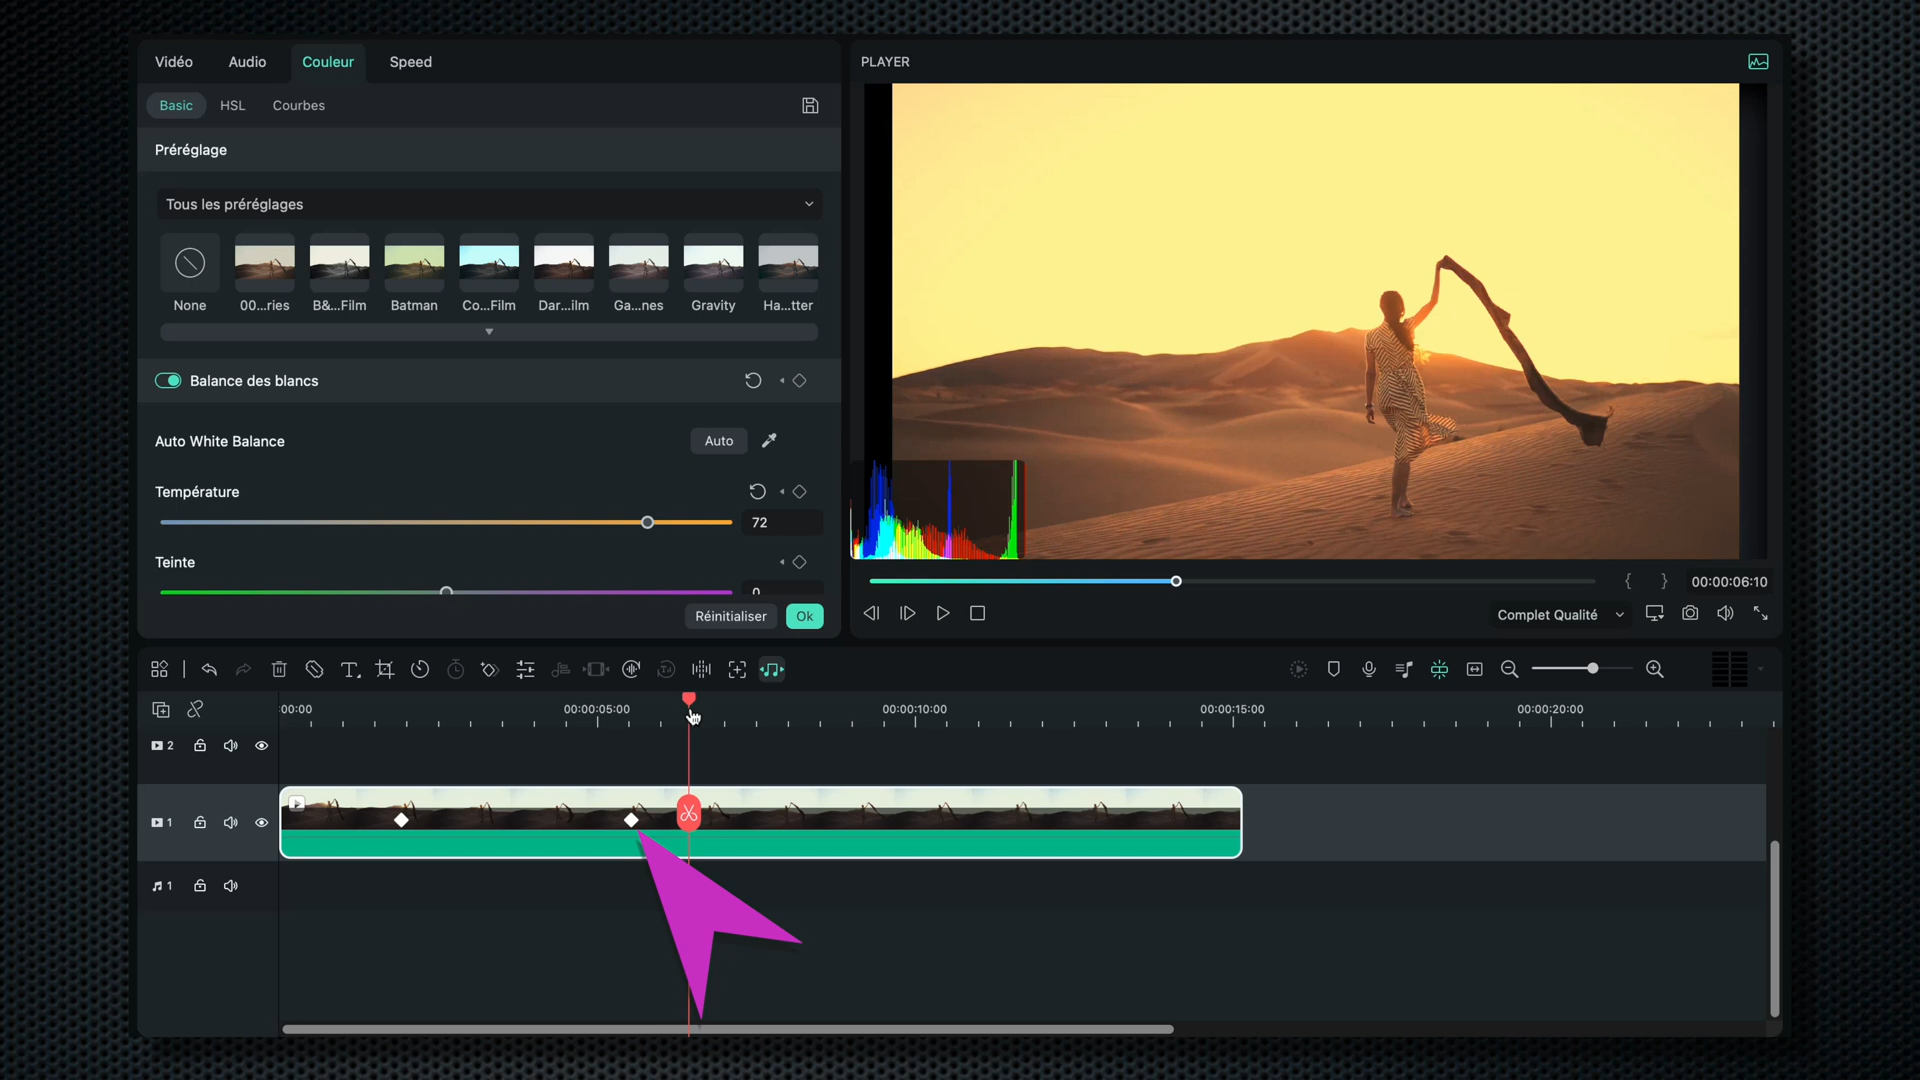 Vidéo Audio Couleur Speed
Basic HSL Courbes
Préréglage
Tous les préréglages
None 00...ries B&...Film Batman Co...Film Dar...ilm Ga...nes Gravity Ha...tter
Balance des blancs
Auto White Balance Auto
Température
72
Teinte
0
Réinitialiser Ok
PLAYER
{ } 00:00:06:10
Complet Qualité
:00:00 00:00:05:00 00:00:10:00 00:00:15:00 00:00:20:00
2
1
1